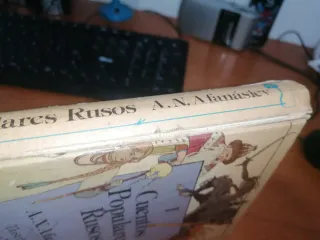 lares Rusos A.N. Afanásiev
I
Cuentos
Populares
Rusos
A.N.